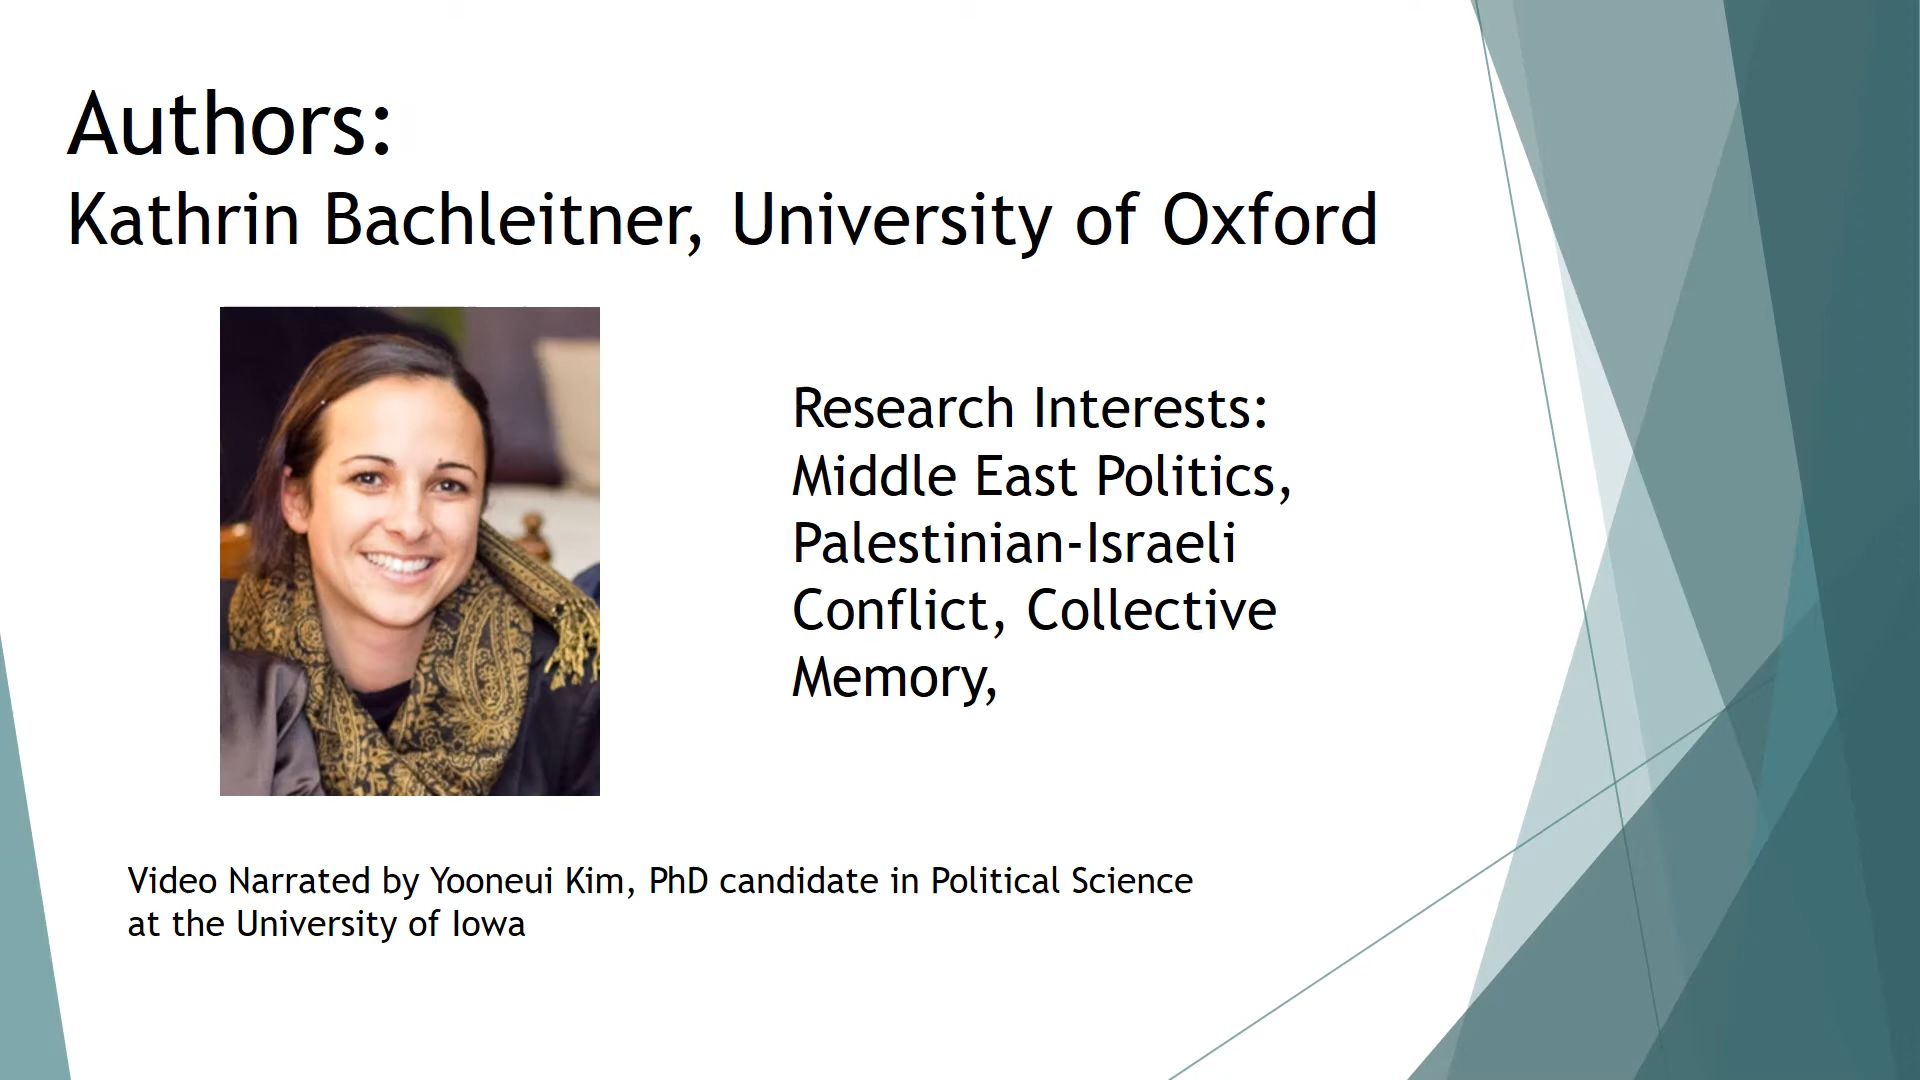 Authors:
Kathrin Bachleitner, University of Oxford
Research Interests:
Middle East Politics,
Palestinian-Israeli
Conflict, Collective
Memory,
Video Narrated by Yooneui Kim, PhD candidate in Political Science
at the University of Iowa